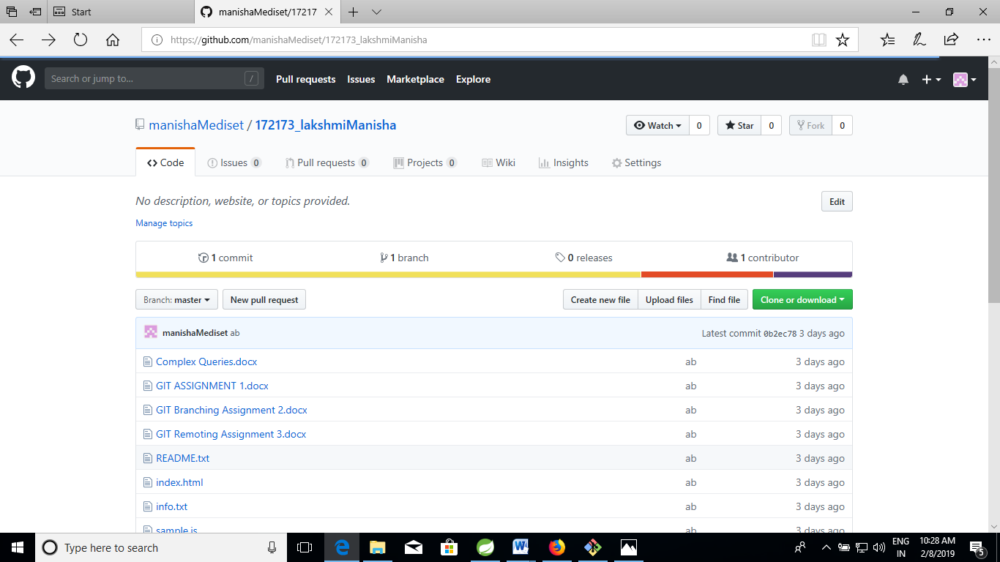 Start
manishaMediset/17217
https://github.com/manishaMediset/172173_lakshmiManisha
Search or jump to... /
Pull requests Issues Marketplace Explore
manishaMediset / 172173_lakshmiManisha
Watch 0 Star 0 Fork 0
Code Issues 0 Pull requests 0 Projects 0 Wiki Insights Settings
No description, website, or topics provided. Edit
Manage topics
1 commit 1 branch 0 releases 1 contributor
Branch: master New pull request Create new file Upload files Find file Clone or download
manishaMediset ab Latest commit 0b2ec78 3 days ago
Complex Queries.docx ab 3 days ago
GIT ASSIGNMENT 1.docx ab 3 days ago
GIT Branching Assignment 2.docx ab 3 days ago
GIT Remoting Assignment 3.docx ab 3 days ago
README.txt ab 3 days ago
index.html ab 3 days ago
info.txt ab 3 days ago
sample.js ab 3 days ago
Type here to search
ENG 10:28 AM
IN 2/8/2019 5